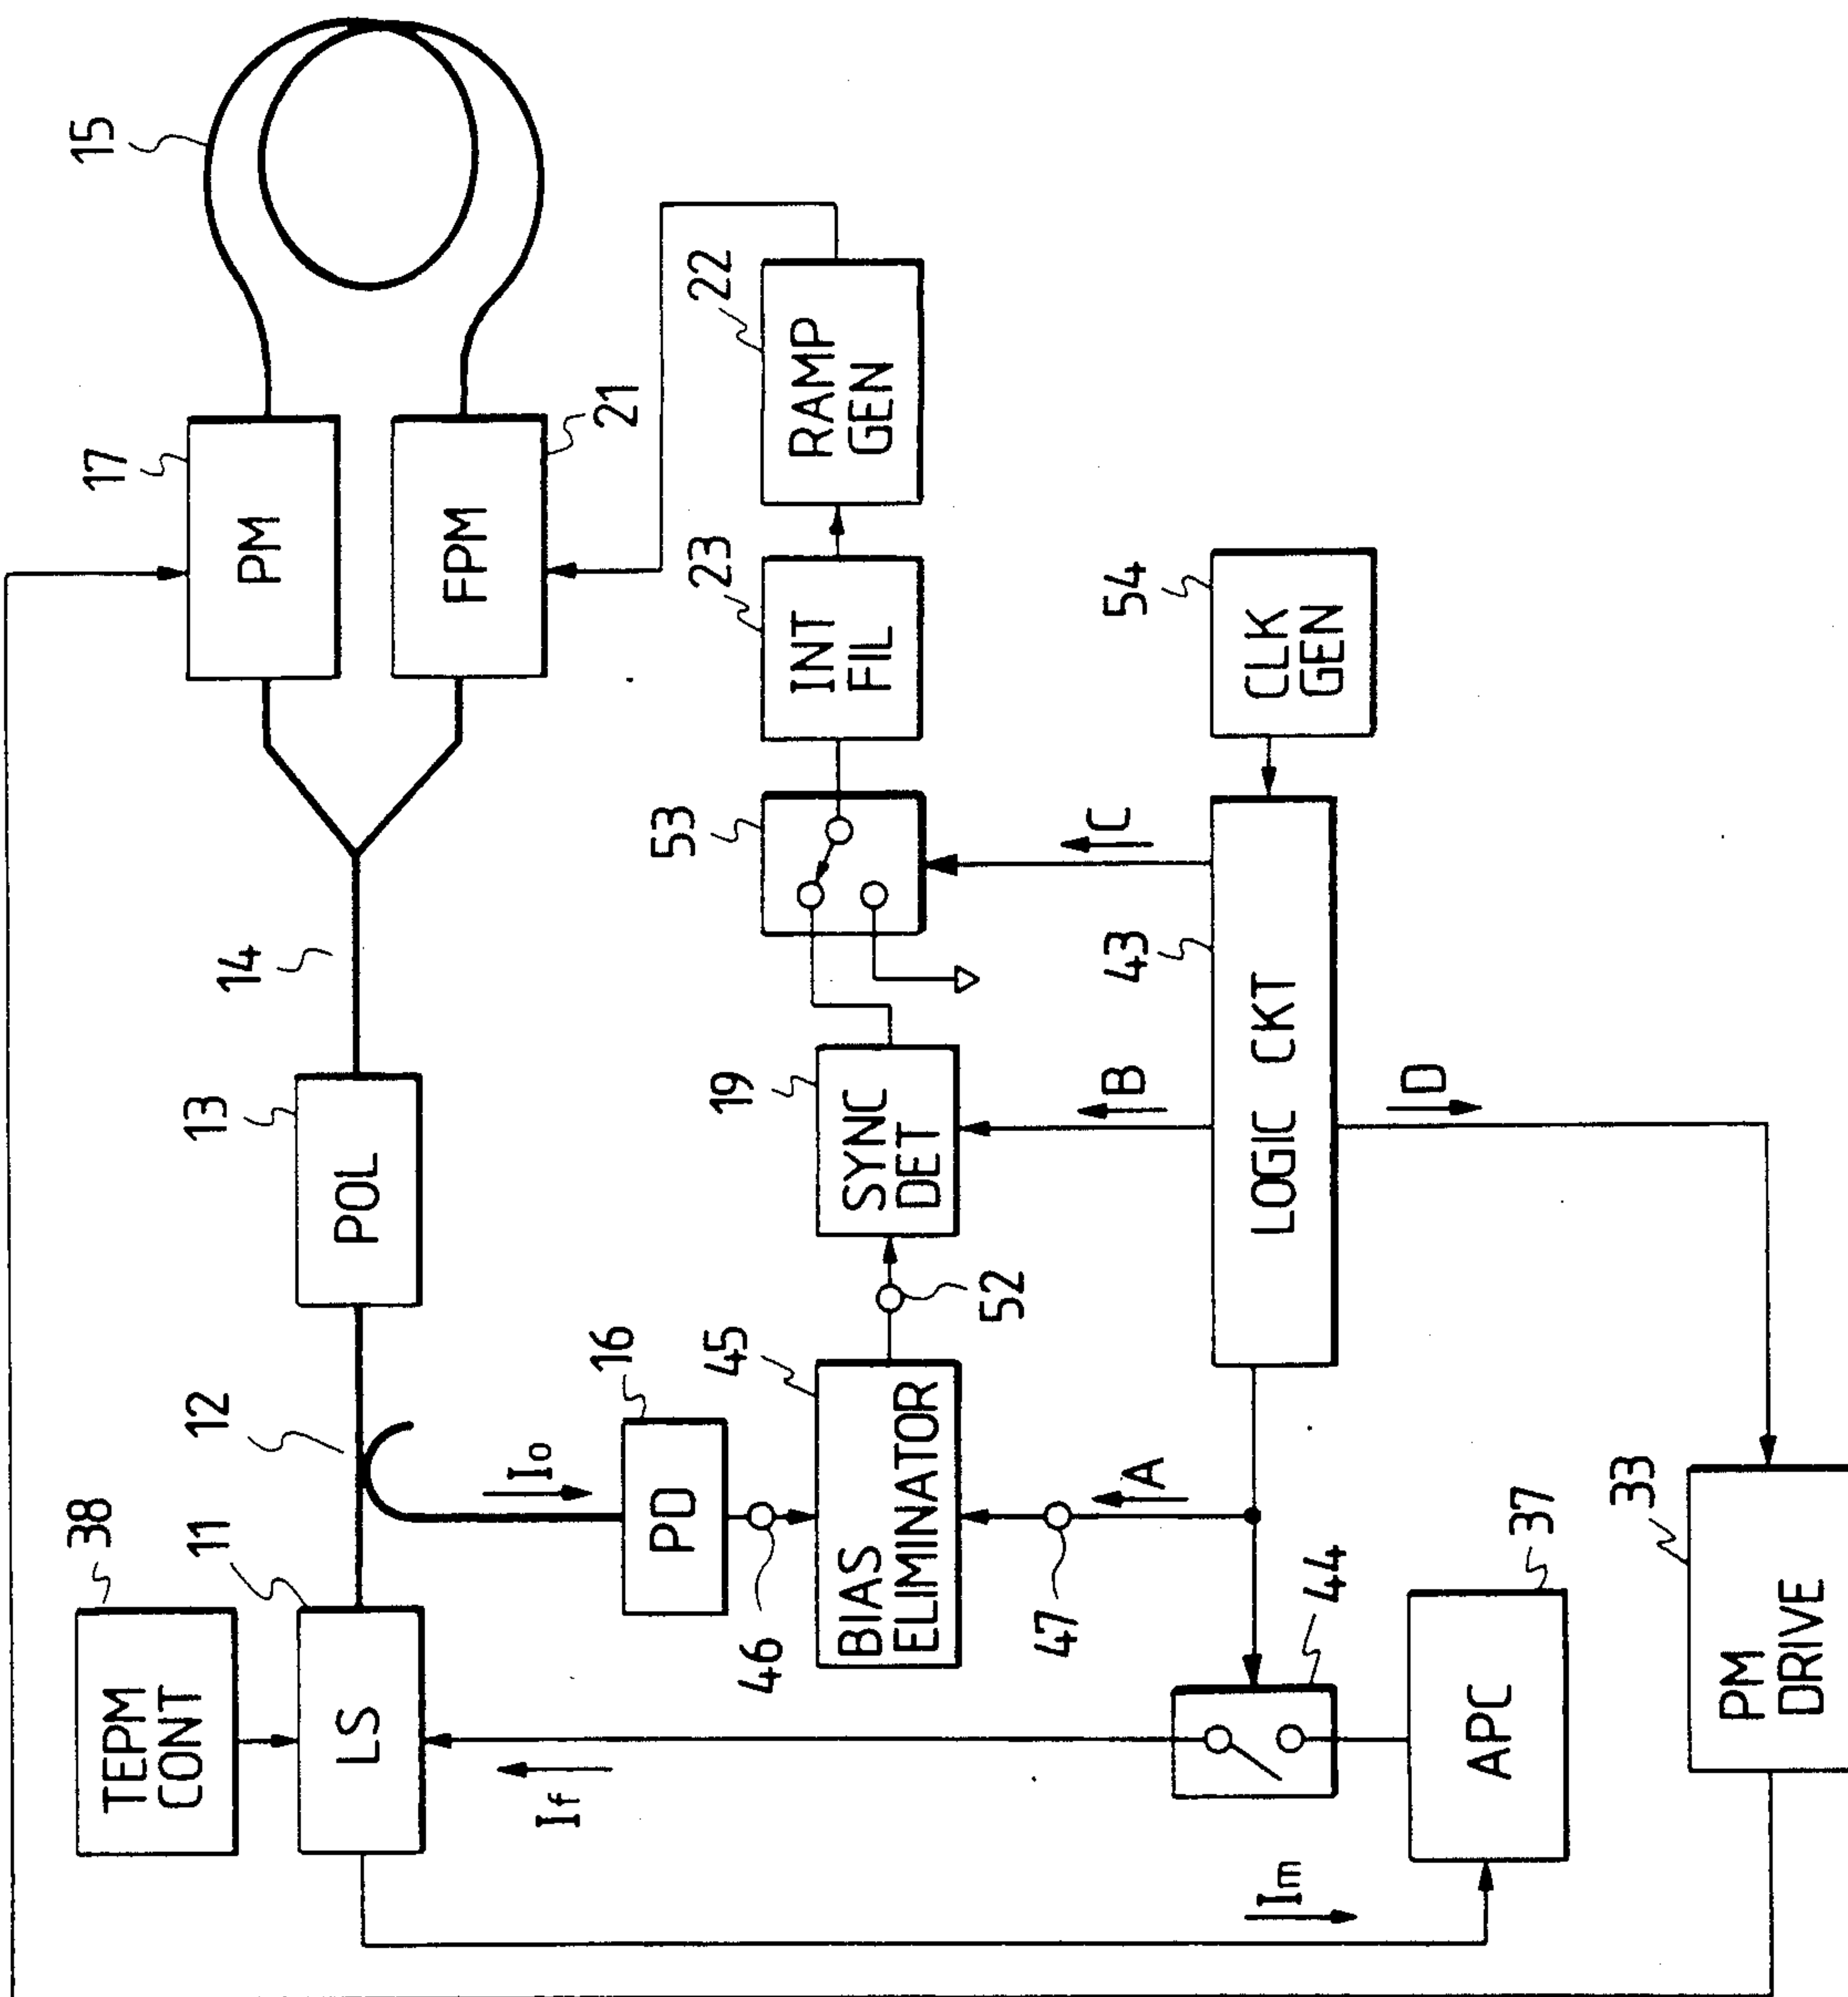 15
17
PM
FPM
21
22
RAMP
GEN
23
INT
FIL
53
54
CLK
GEN
14
C
43
LOGIC CKT
13
POL
19
SYNC
DET
B
D
52
12
16
PD
Io
45
BIAS
ELIMINATOR
46
47
A
38
TEPM
CONT
11
LS
If
Im
44
37
APC
33
PM
DRIVE